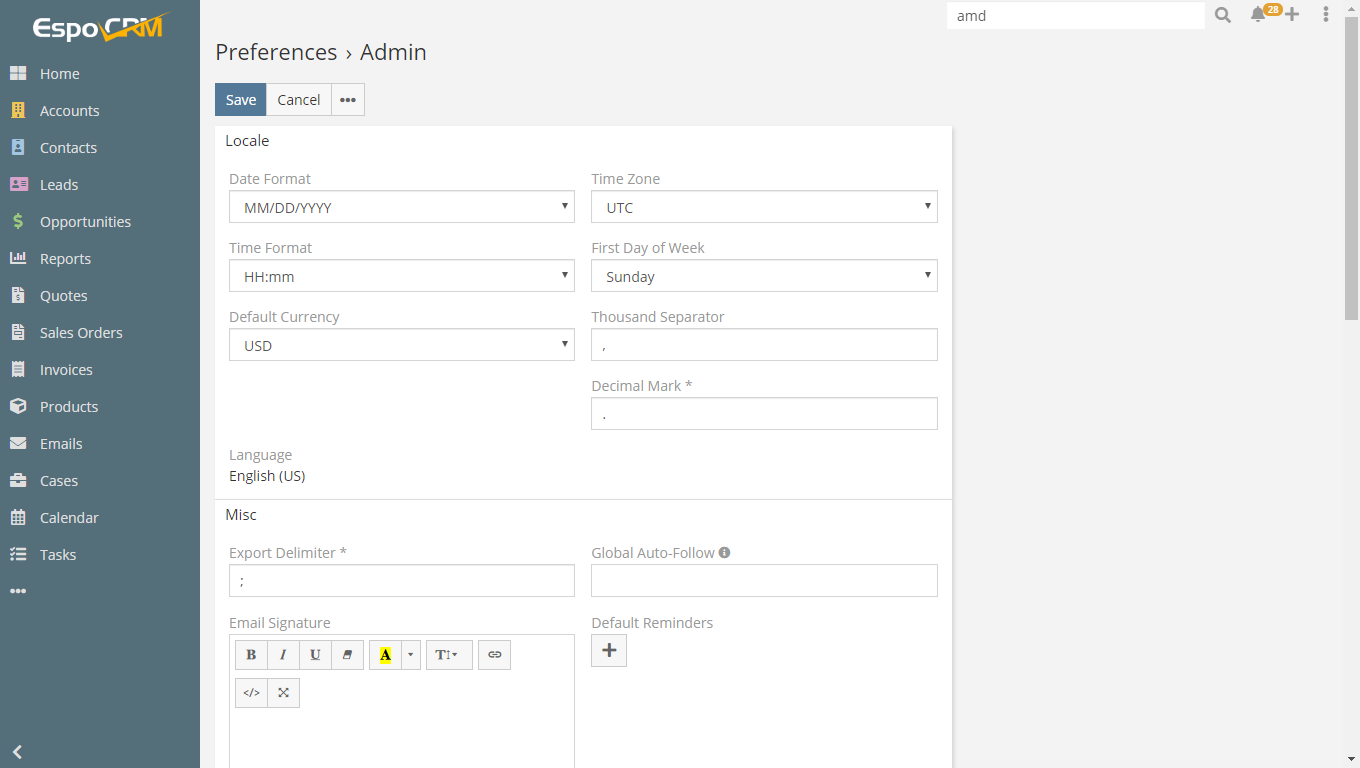 EspoCRM
amd
28
Preferences › Admin
Home
Accounts
Contacts
Leads
Opportunities
Reports
Quotes
Sales Orders
Invoices
Products
Emails
Cases
Calendar
Tasks
Save
Cancel
Locale
Date Format
Time Zone
MM/DD/YYYY
UTC
Time Format
First Day of Week
HH:mm
Sunday
Default Currency
Thousand Separator
USD
,
Decimal Mark *
.
Language
English (US)
Misc
Export Delimiter *
Global Auto-Follow
;
Email Signature
Default Reminders
B I U A T
</>